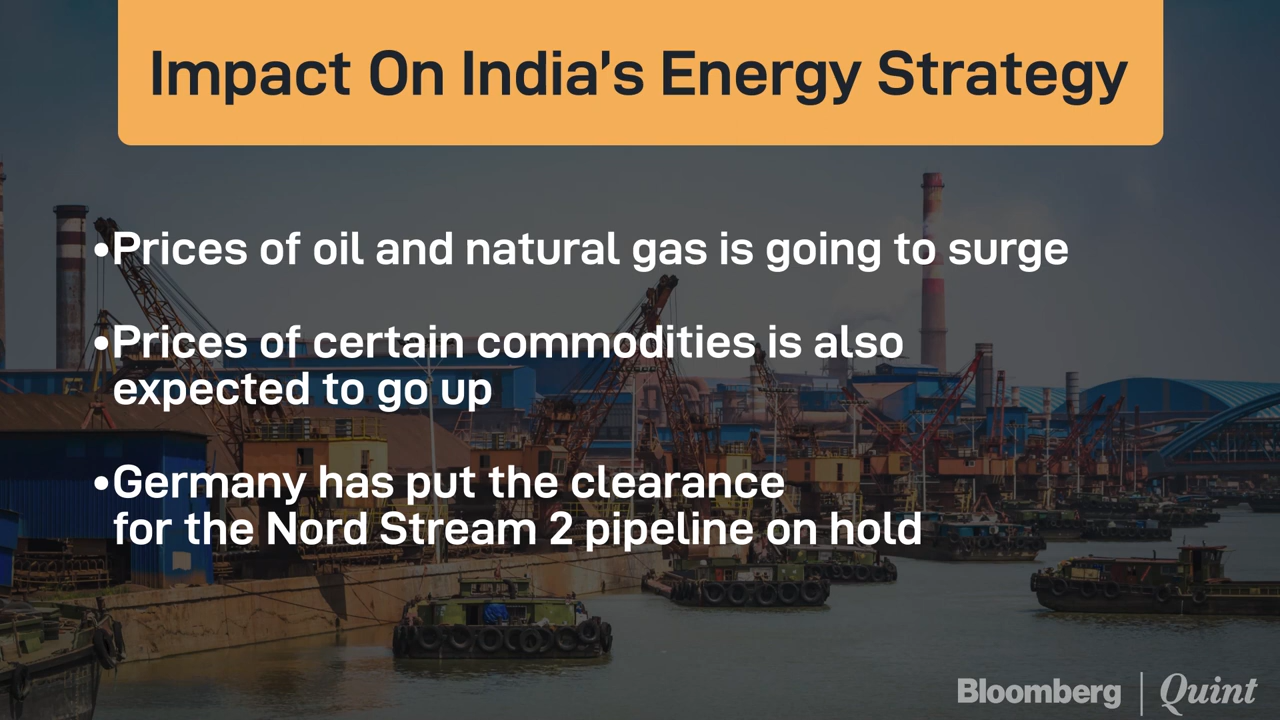 Impact On India’s Energy Strategy
•Prices of oil and natural gas is going to surge
•Prices of certain commodities is also
expected to go up
•Germany has put the clearance
for the Nord Stream 2 pipeline on hold
Bloomberg | Quint